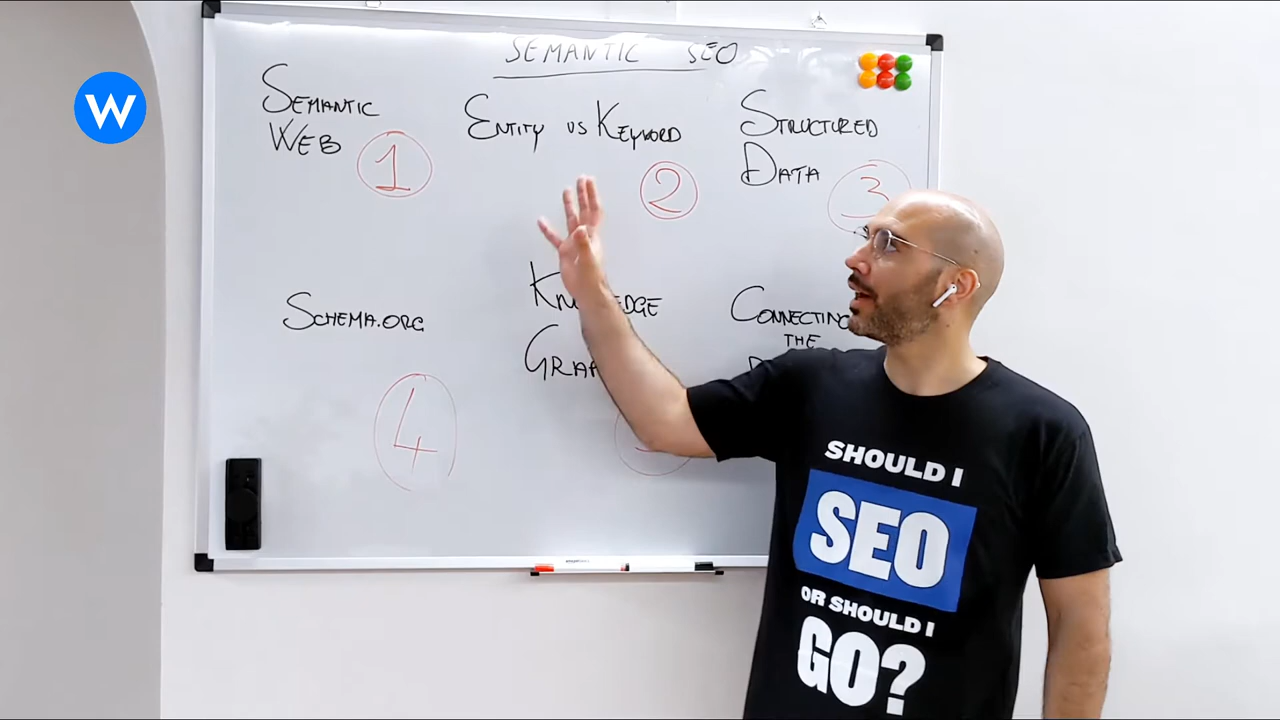 SEMANTIC SEO
W
SEMANTIC
WEB
1
ENTITY VS KEYWORD
2
STRUCTURED
DATA
3
SCHEMA.ORG
4
CONNECTING
THE
SHOULD I
SEO
OR SHOULD I
GO?